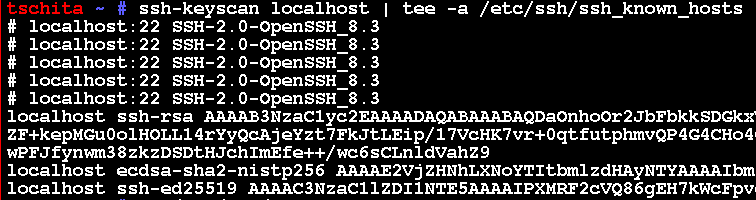 tschita ~ # ssh-keyscan localhost | tee -a /etc/ssh/ssh_known_hosts
# localhost:22 SSH-2.0-OpenSSH_8.3
# localhost:22 SSH-2.0-OpenSSH_8.3
# localhost:22 SSH-2.0-OpenSSH_8.3
# localhost:22 SSH-2.0-OpenSSH_8.3
# localhost:22 SSH-2.0-OpenSSH_8.3
localhost ssh-rsa AAAAB3NzaC1yc2EAAAADAQABAAABAQDaOnhoOr2JbFbkkSDGkx
ZF+kepMGu0olHOLL14rYyQcAjeYzt7FkJtLEip/17VcHK7vr+0qtfutphmvQP4G4CHo4
wPFJfynwm38zkzDSDtHJchImEfe++/wc6sCLnldVahZ9
localhost ecdsa-sha2-nistp256 AAAAE2VjZHNhLXNoYTItbmlzdHAyNTYAAAAIbm
localhost ssh-ed25519 AAAAC3NzaC1lZDI1NTE5AAAAIPXMRF2cVQ86gEH7kWcFpv